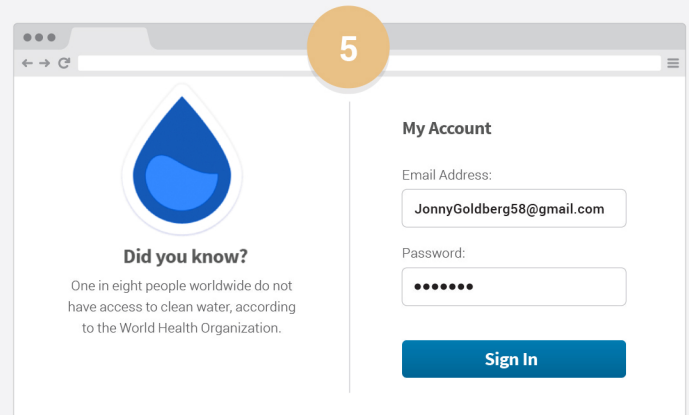 5
Did you know?
One in eight people worldwide do not
have access to clean water, according
to the World Health Organization.
My Account
Email Address:
JonnyGoldberg58@gmail.com
Password:
•••••••
Sign In